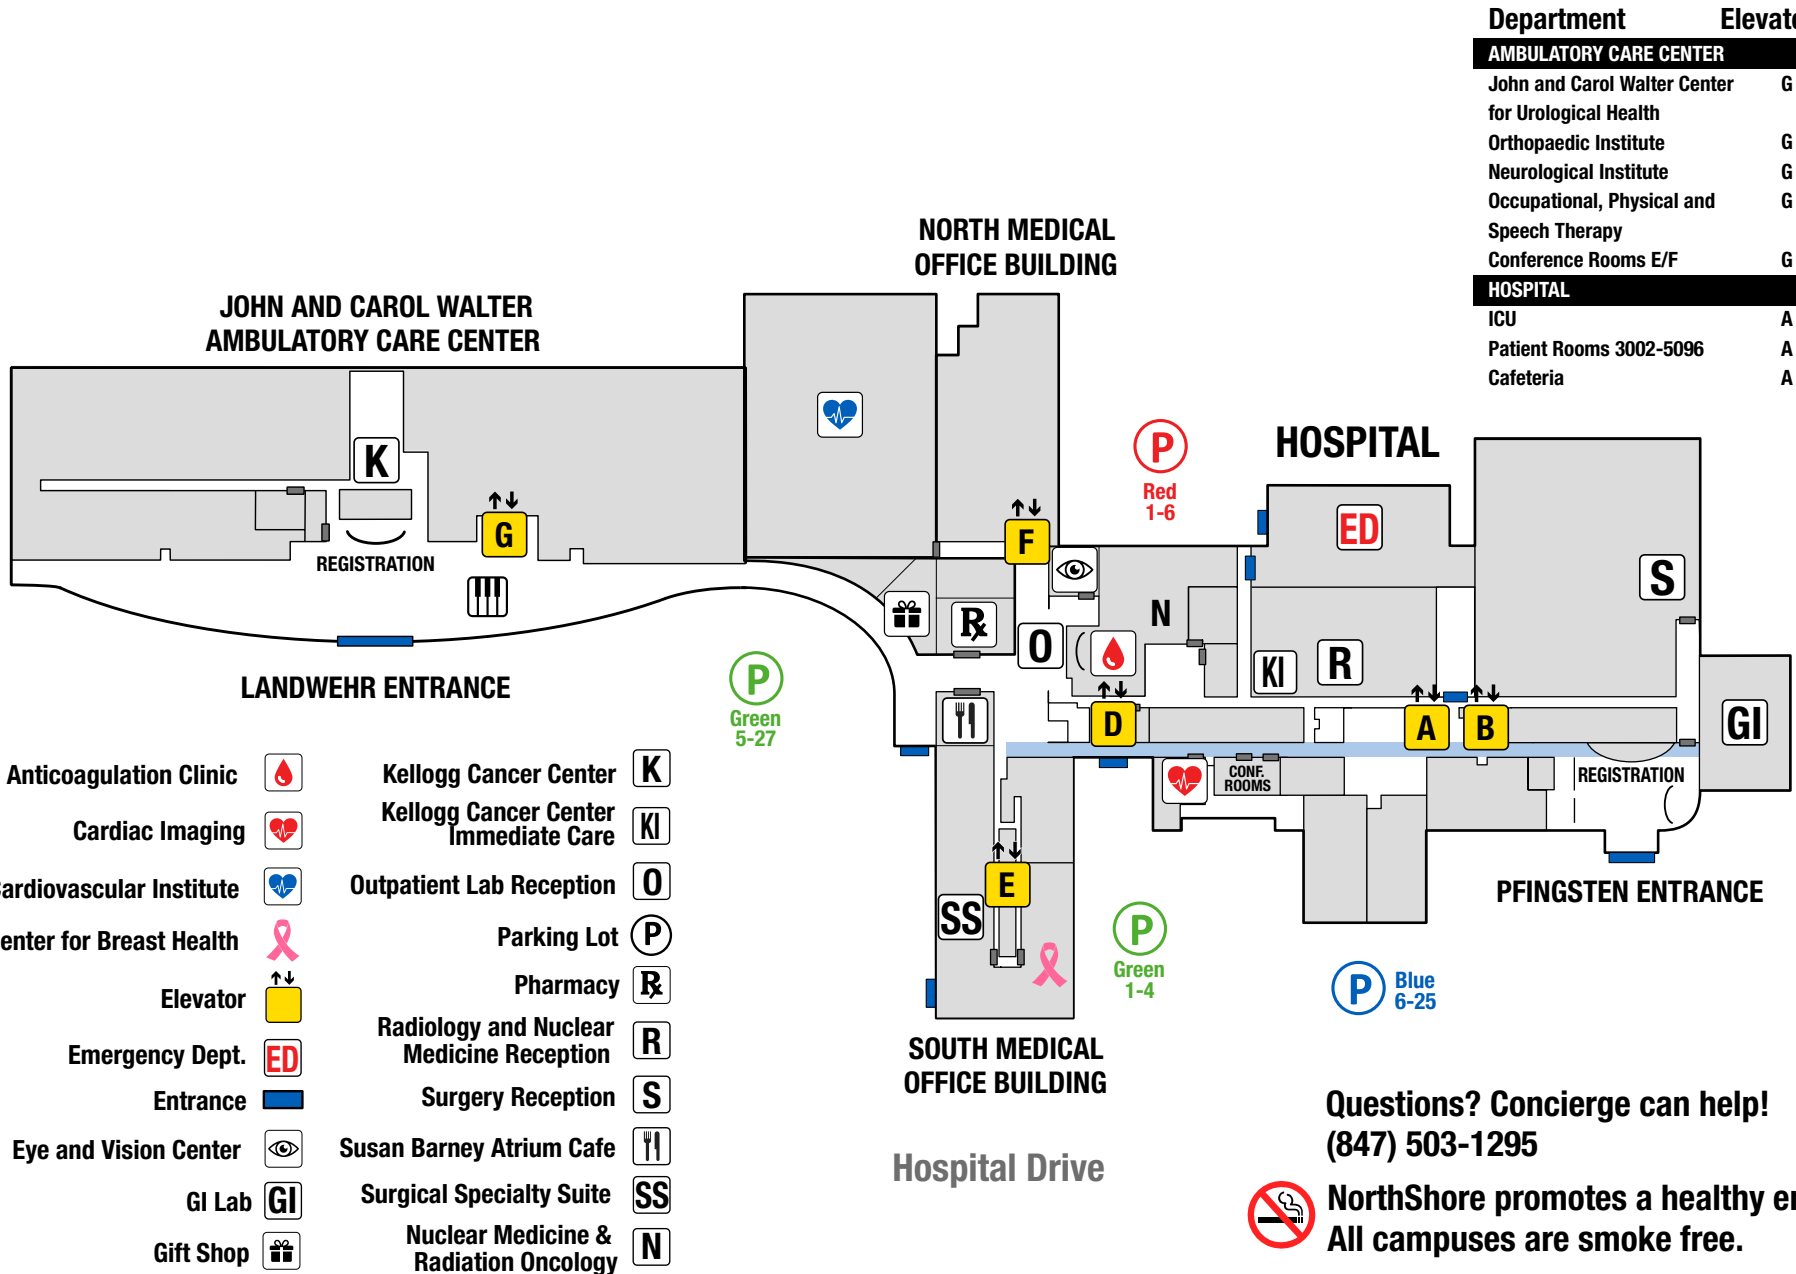 Department
AMBULATORY CARE CENTER
John and Carol Walter Center G
for Urological Health
Orthopaedic Institute G
Neurological Institute G
Occupational, Physical and G
Speech Therapy
Conference Rooms E/F G
HOSPITAL
ICU A
Patient Rooms 3002-5096 A
Cafeteria A
NORTH MEDICAL
OFFICE BUILDING
JOHN AND CAROL WALTER
AMBULATORY CARE CENTER
HOSPITAL
P
Red
1-6
K
G
REGISTRATION
F
ED
S
N
Rx
O
KI
R
P
Green
5-27
LANDWEHR ENTRANCE
D
A
B
GI
CONF.
ROOMS
REGISTRATION
E
SS
PFINGSTEN ENTRANCE
P
Green
1-4
P
Blue
6-25
SOUTH MEDICAL
OFFICE BUILDING
Hospital Drive
Anticoagulation Clinic
Cardiac Imaging
Cardiovascular Institute
Center for Breast Health
Elevator
Emergency Dept. ED
Entrance
Eye and Vision Center
GI Lab GI
Gift Shop
Kellogg Cancer Center K
Kellogg Cancer Center
Immediate Care KI
Outpatient Lab Reception O
Parking Lot P
Pharmacy Rx
Radiology and Nuclear
Medicine Reception R
Surgery Reception S
Susan Barney Atrium Cafe
Surgical Specialty Suite SS
Nuclear Medicine &
Radiation Oncology N
Questions? Concierge can help!
(847) 503-1295
NorthShore promotes a healthy
All campuses are smoke free.